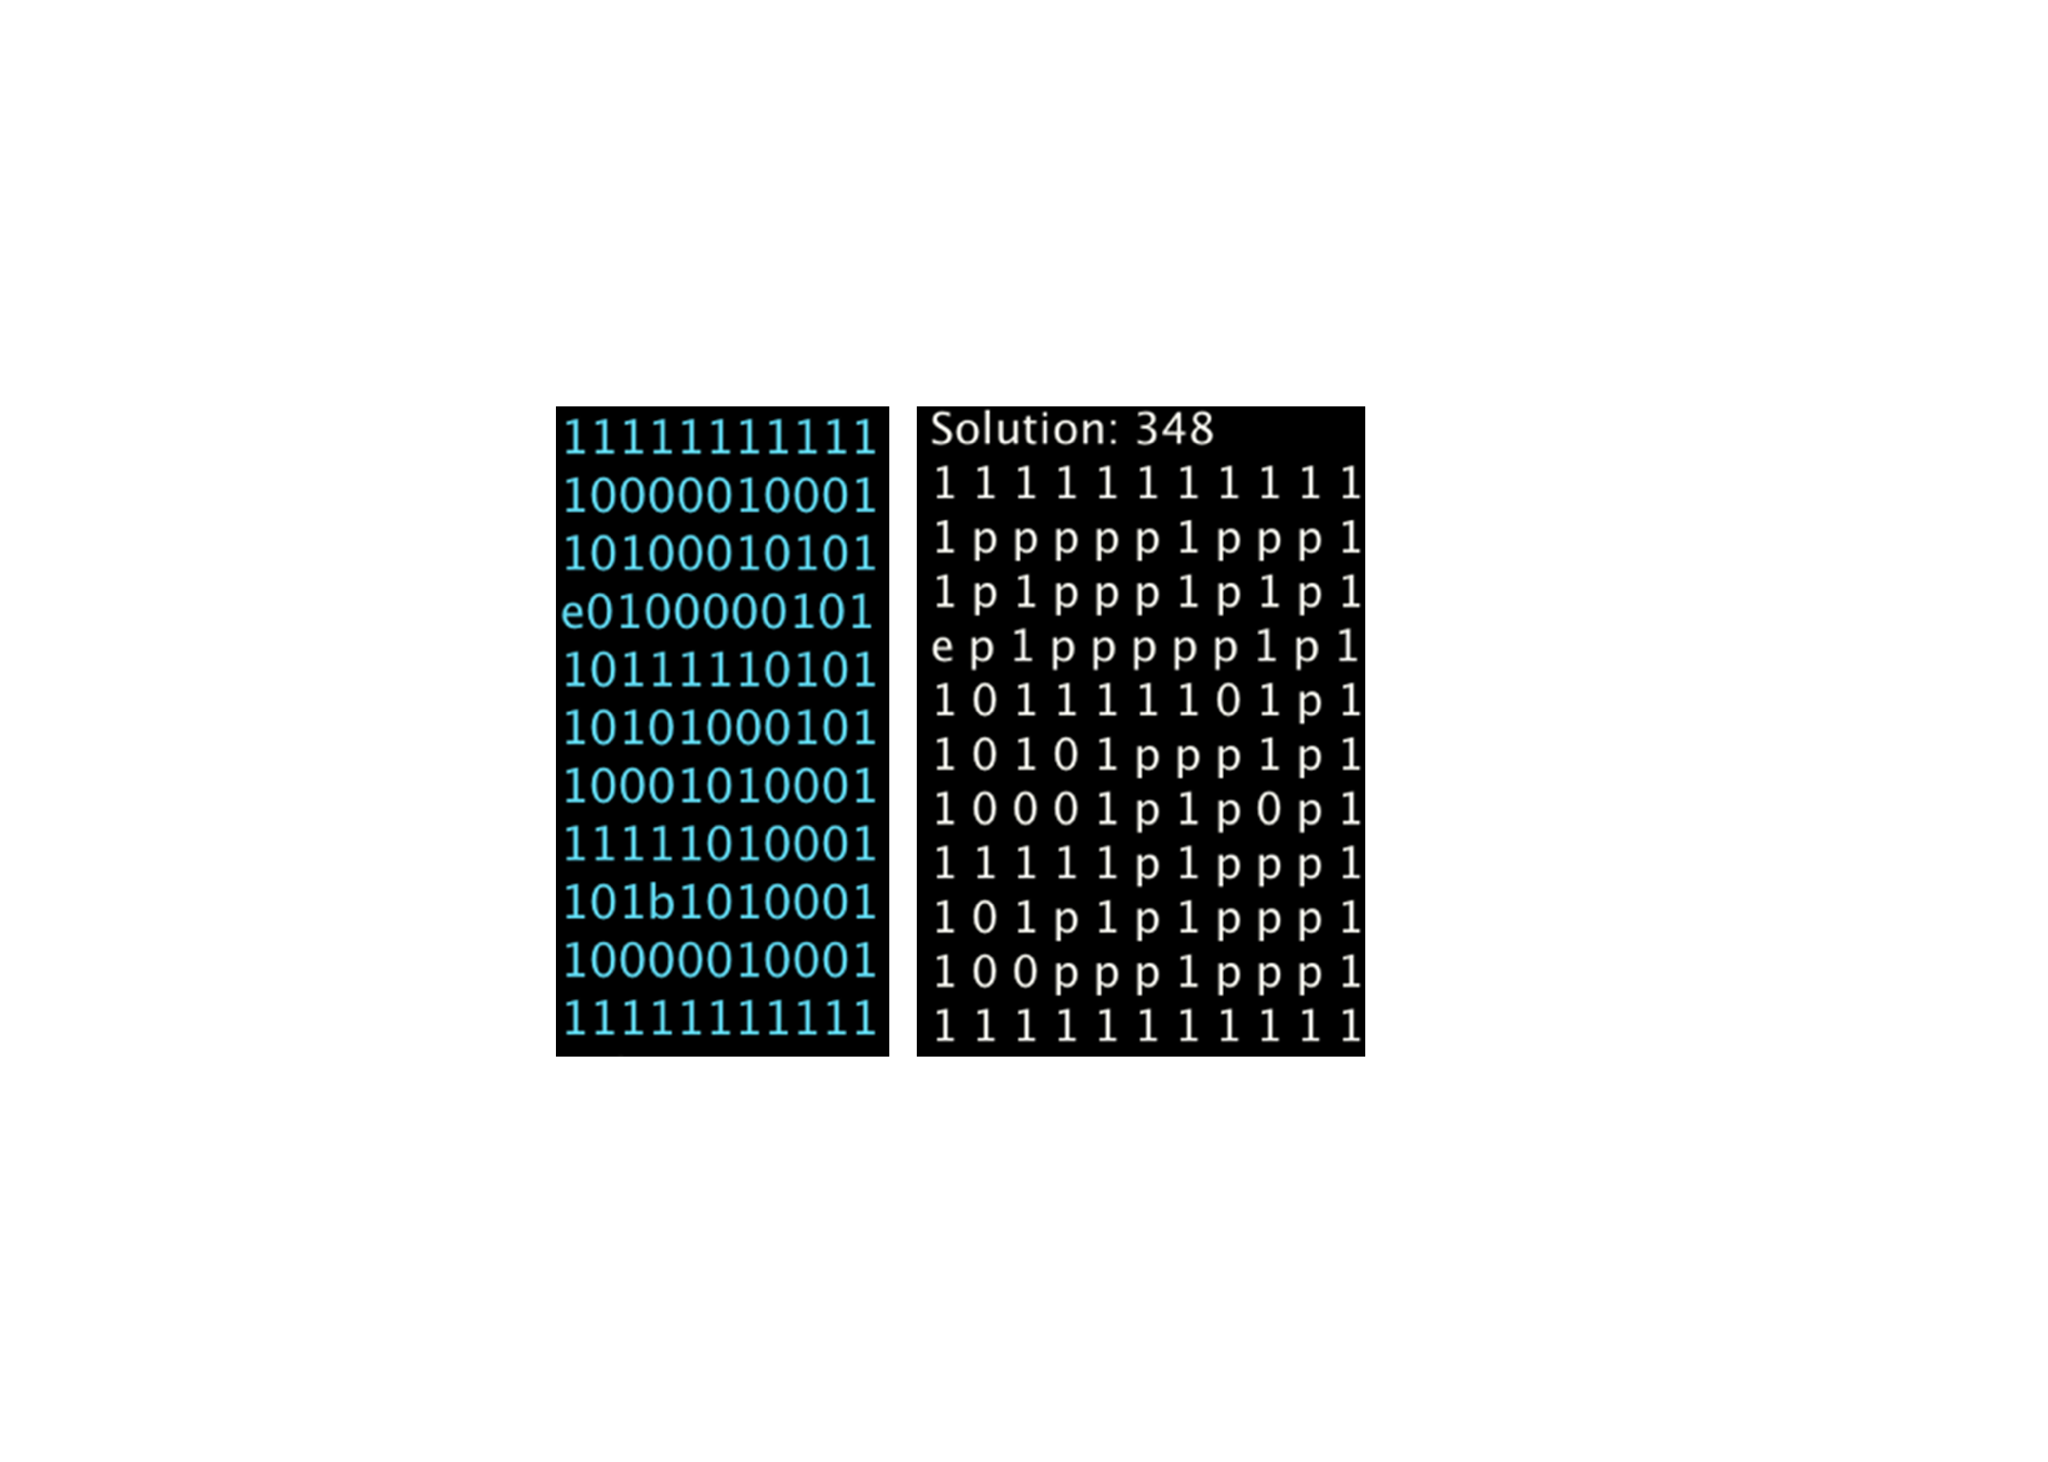 11111111111
10000010001
10100010101
e0100000101
10111110101
10101000101
10001010001
11111010001
101b1010001
10000010001
11111111111
Solution: 348
1 1 1 1 1 1 1 1 1 1 1
1 p p p p p 1 p p p 1
1 p 1 p p p 1 p 1 p 1
e p 1 p p p p p 1 p 1
1 0 1 1 1 1 1 0 1 p 1
1 0 1 0 1 p p p 1 p 1
1 0 0 0 1 p 1 p 0 p 1
1 1 1 1 1 p 1 p p p 1
1 0 1 p 1 p 1 p p p 1
1 0 0 p p p 1 p p p 1
1 1 1 1 1 1 1 1 1 1 1